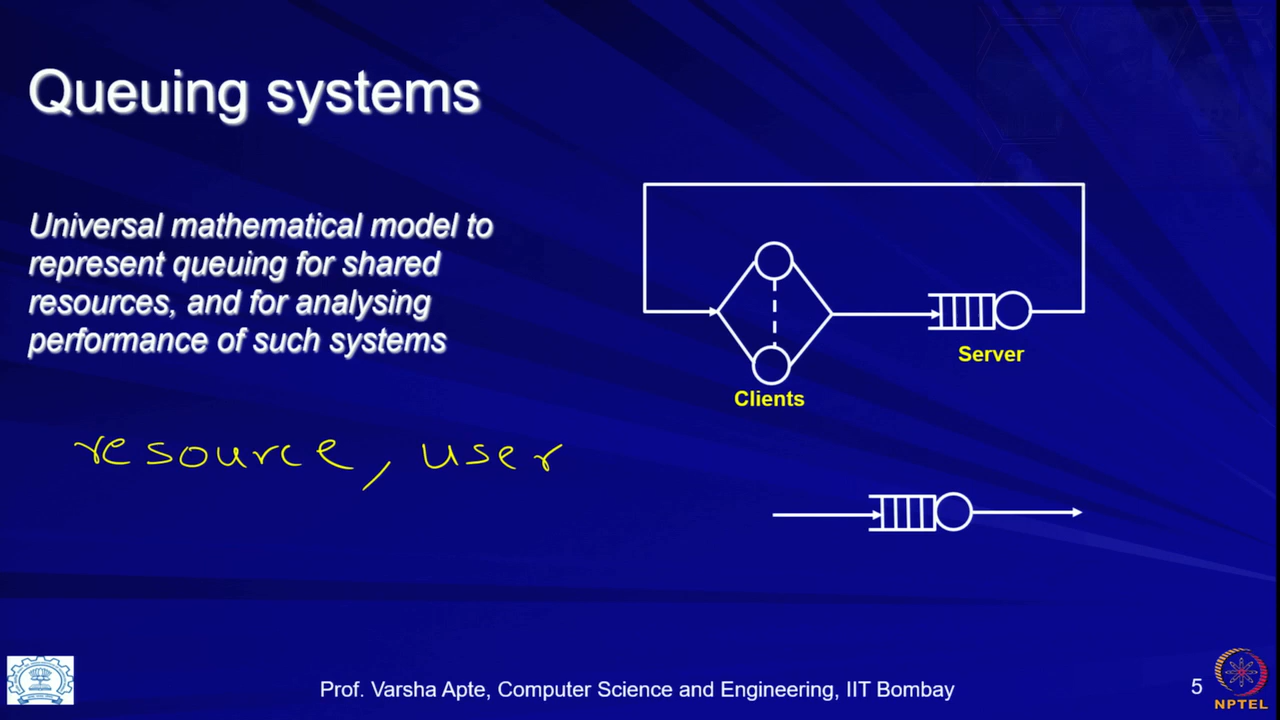 Queuing systems
Universal mathematical model to
represent queuing for shared
resources, and for analysing
performance of such systems
resource, user
Clients
Server
Prof. Varsha Apte, Computer Science and Engineering, IIT Bombay
5
NPTEL